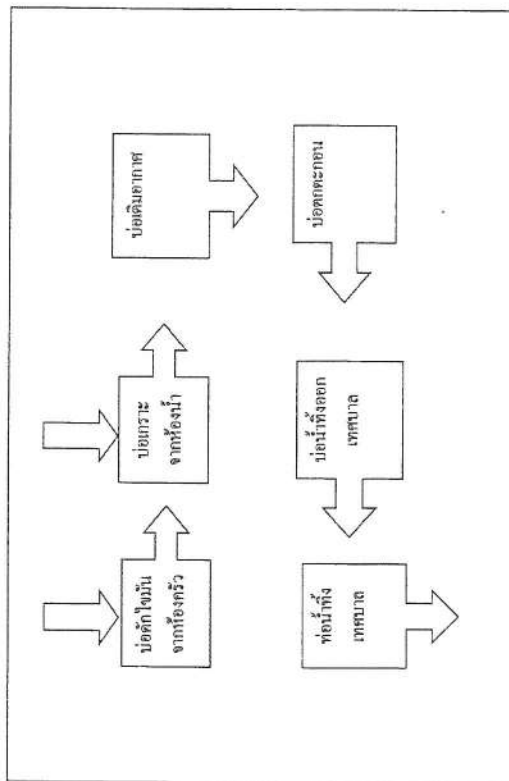 บ่อดักไขมัน
จากห้องครัว
บ่อเกราะ
จากห้องน้ำ
บ่อเติมอากาศ
บ่อตกตะกอน
บ่อน้ำทิ้งออก
เทศบาล
ท่อน้ำทิ้ง
เทศบาล